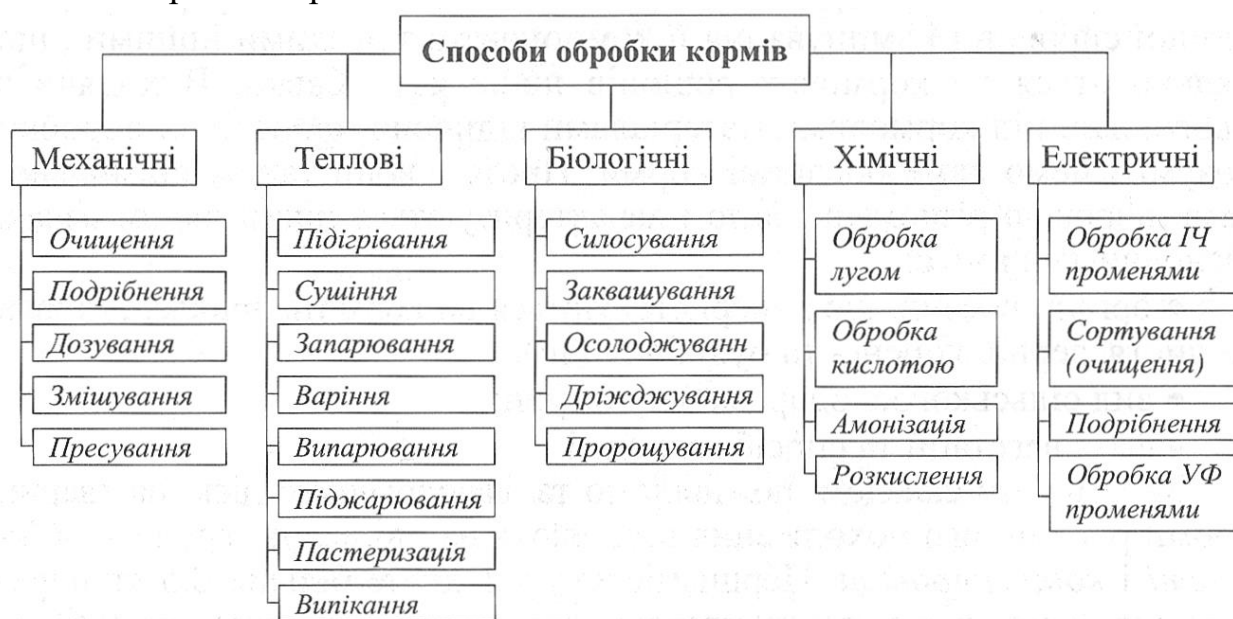 Способи обробки кормів
Механічні
Теплові
Біологічні
Хімічні
Електричні
Очищення
Подрібнення
Дозування
Змішування
Пресування
Підігрівання
Сушіння
Запарювання
Варіння
Випарювання
Піджарювання
Пастеризація
Випікання
Силосування
Заквашування
Осолоджуванн
Дріжджування
Пророщування
Обробка
лугом
Обробка
кислотою
Амонізація
Розкислення
Обробка ІЧ
променями
Сортування
(очищення)
Подрібнення
Обробка УФ
променями